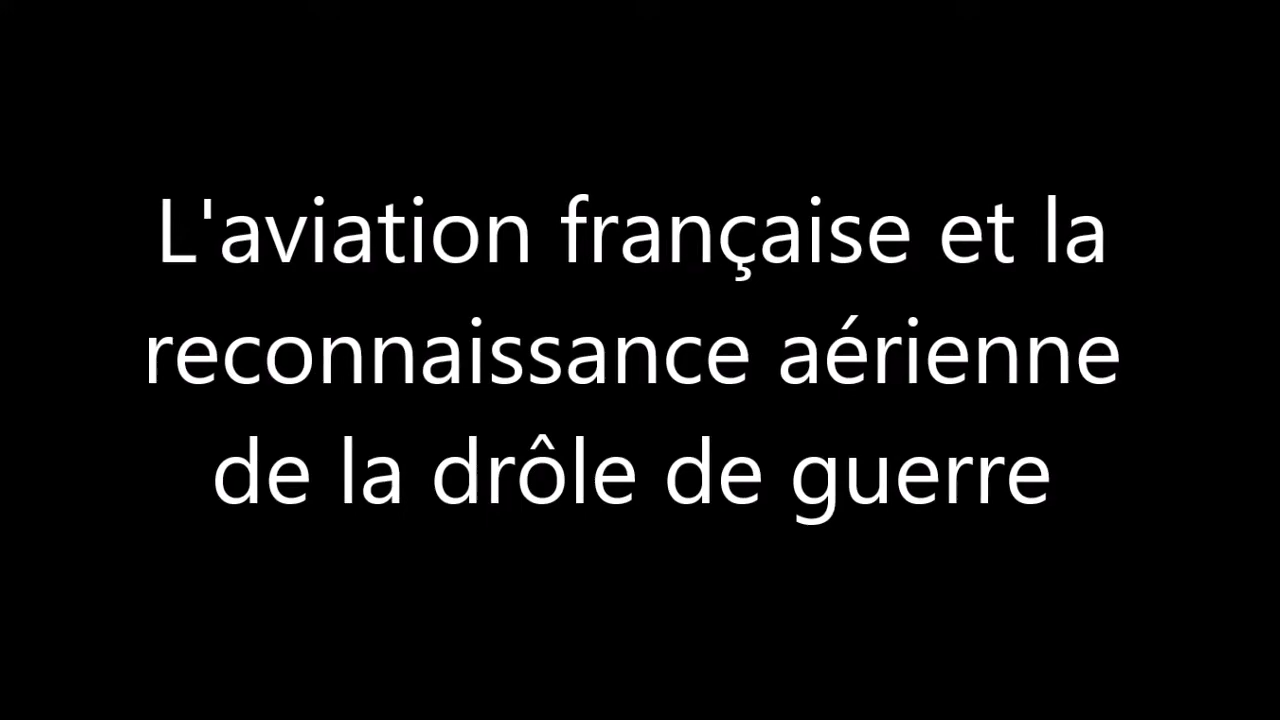 L'aviation française et la
reconnaissance aérienne
de la drôle de guerre